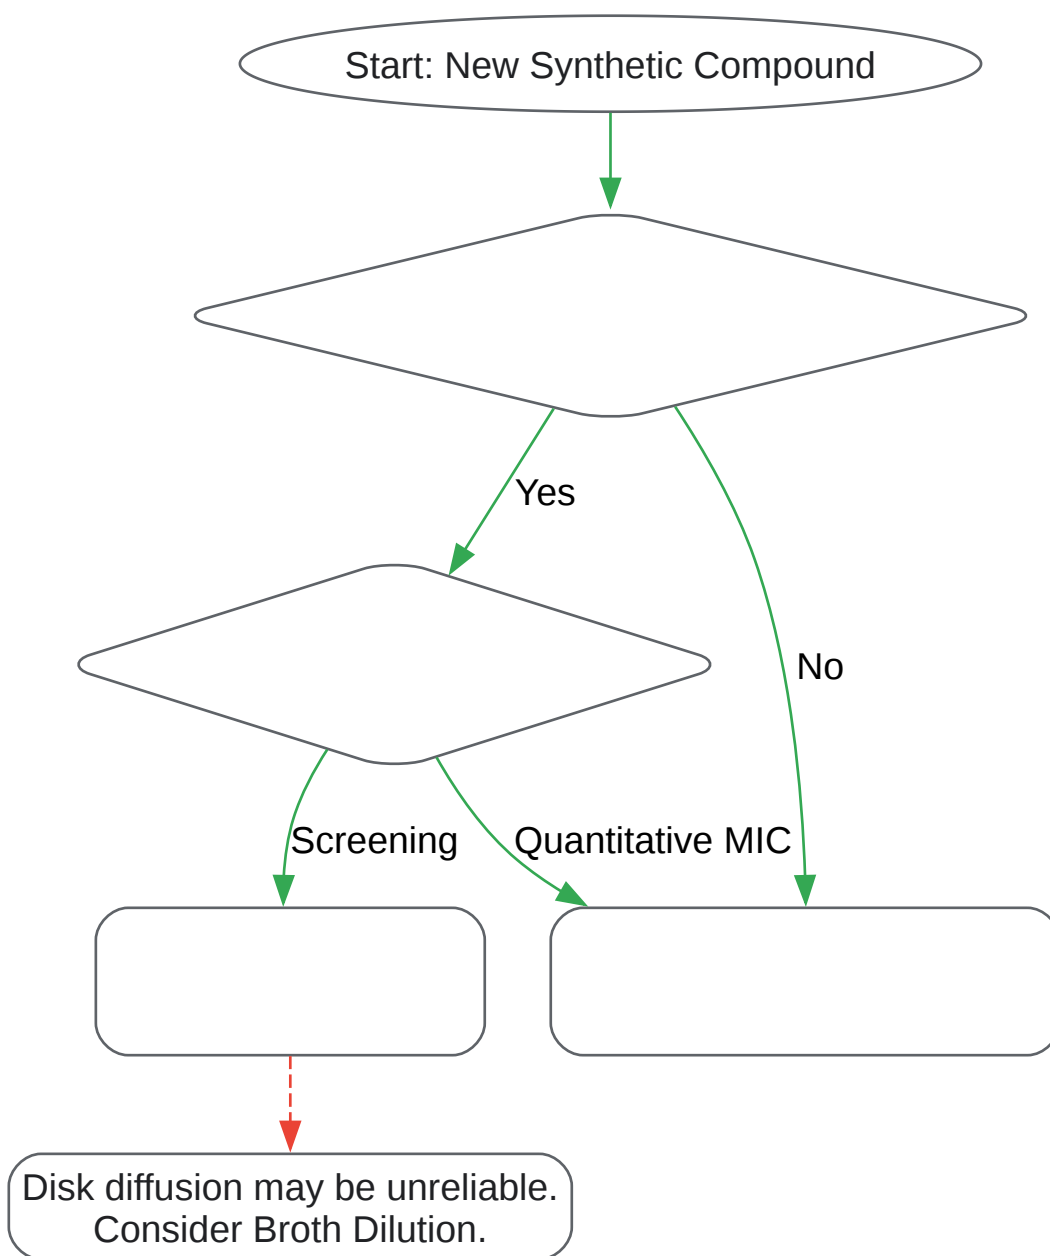 Start: New Synthetic Compound
Yes
No
Screening
Quantitative MIC
Disk diffusion may be unreliable.
Consider Broth Dilution.